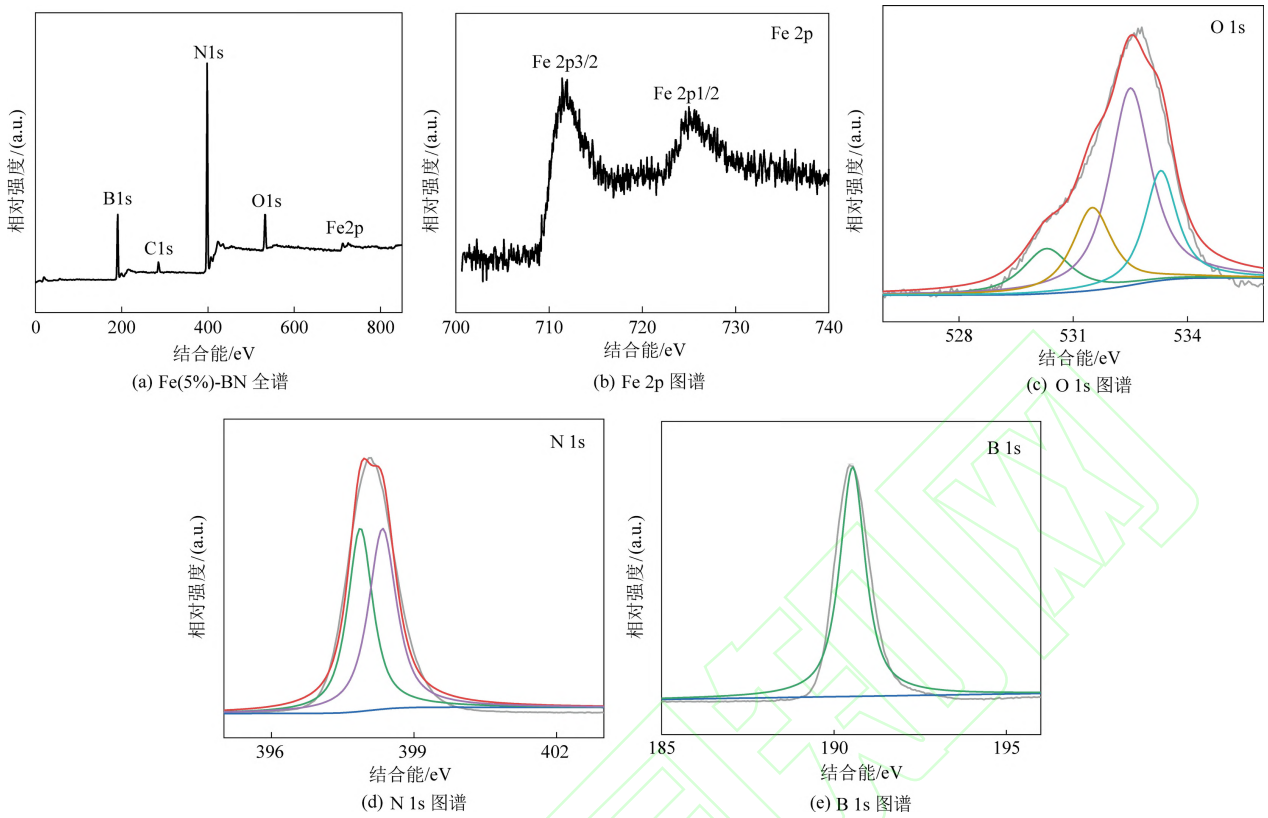 N1s
B1s
C1s
O1s
Fe2p
相对强度/(a.u.)
0 200 400 600 800
结合能/eV
(a) Fe(5%)-BN 全谱
Fe 2p
Fe 2p3/2
Fe 2p1/2
相对强度/(a.u.)
700 710 720 730 740
结合能/eV
(b) Fe 2p 图谱
O 1s
相对强度/(a.u.)
528 531 534
结合能/eV
(c) O 1s 图谱
N 1s
相对强度/(a.u.)
396 399 402
结合能/eV
(d) N 1s 图谱
B 1s
相对强度/(a.u.)
185 190 195
结合能/eV
(e) B 1s 图谱